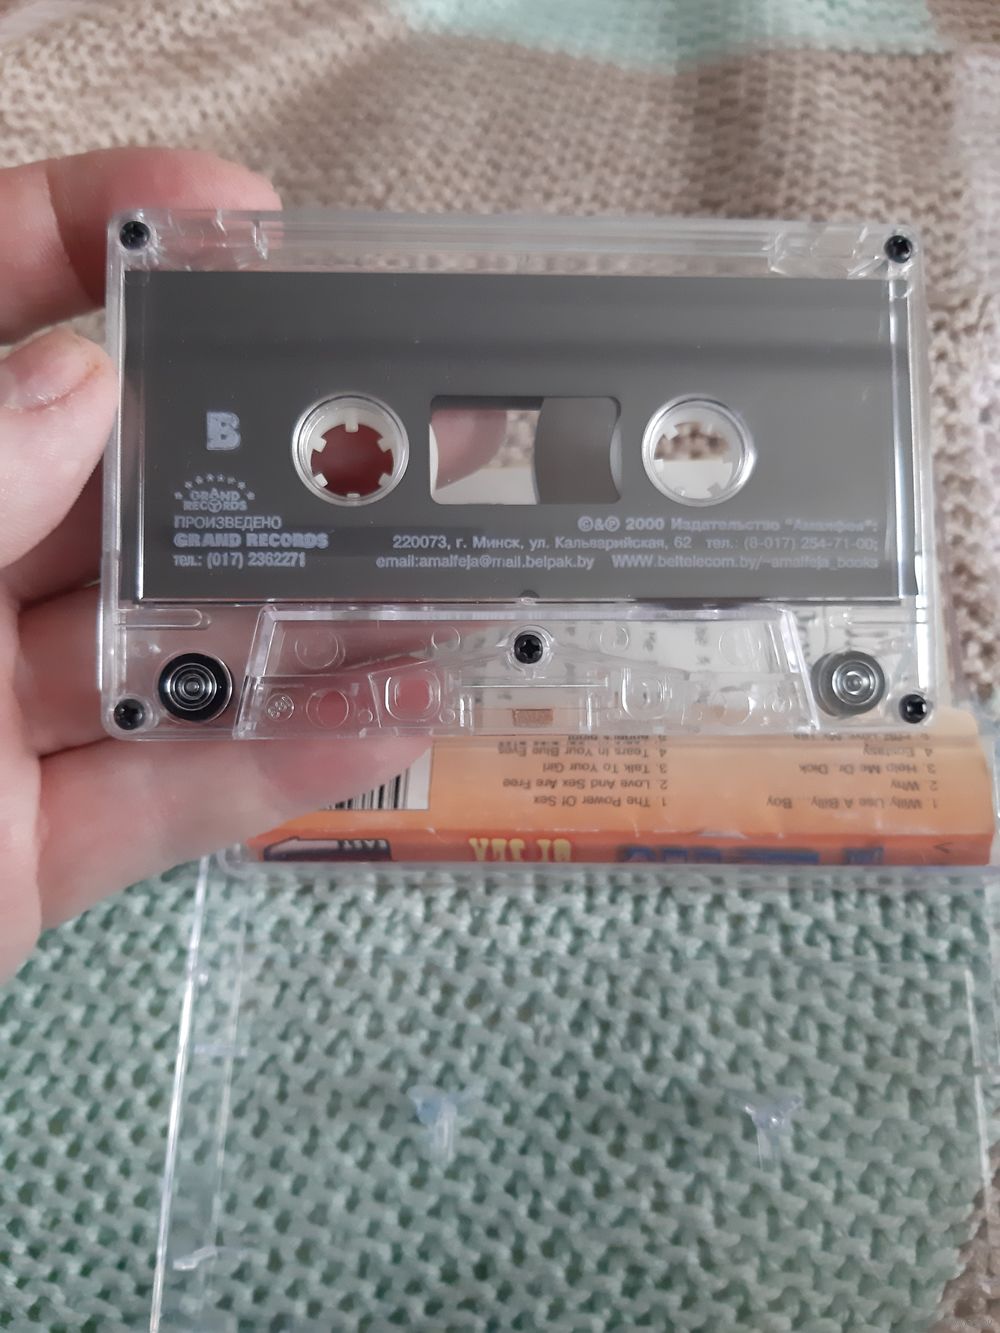 B
GRAND
RECORDS
ПРОИЗВЕДЕНО
GRAND RECORDS
тел.: (017) 2362271
©&℗ 2000 Издательство "Амалфея";
220073, г. Минск, ул. Кальварийская, 62 тел.: (8-017) 254-71-00;
email:amalfeja@mail.belpak.by WWW.beltelecom.by/~amalfeja_books
1. Willy Use A Billy... Boy
2. Why
3. Help Me Dr. Dick
4. Ecstasy
1. The Power Of Sex
2. Love And Sex Are Free
3. Talk To Your Girl
4. Tears In Your Blue Eyes
EAST